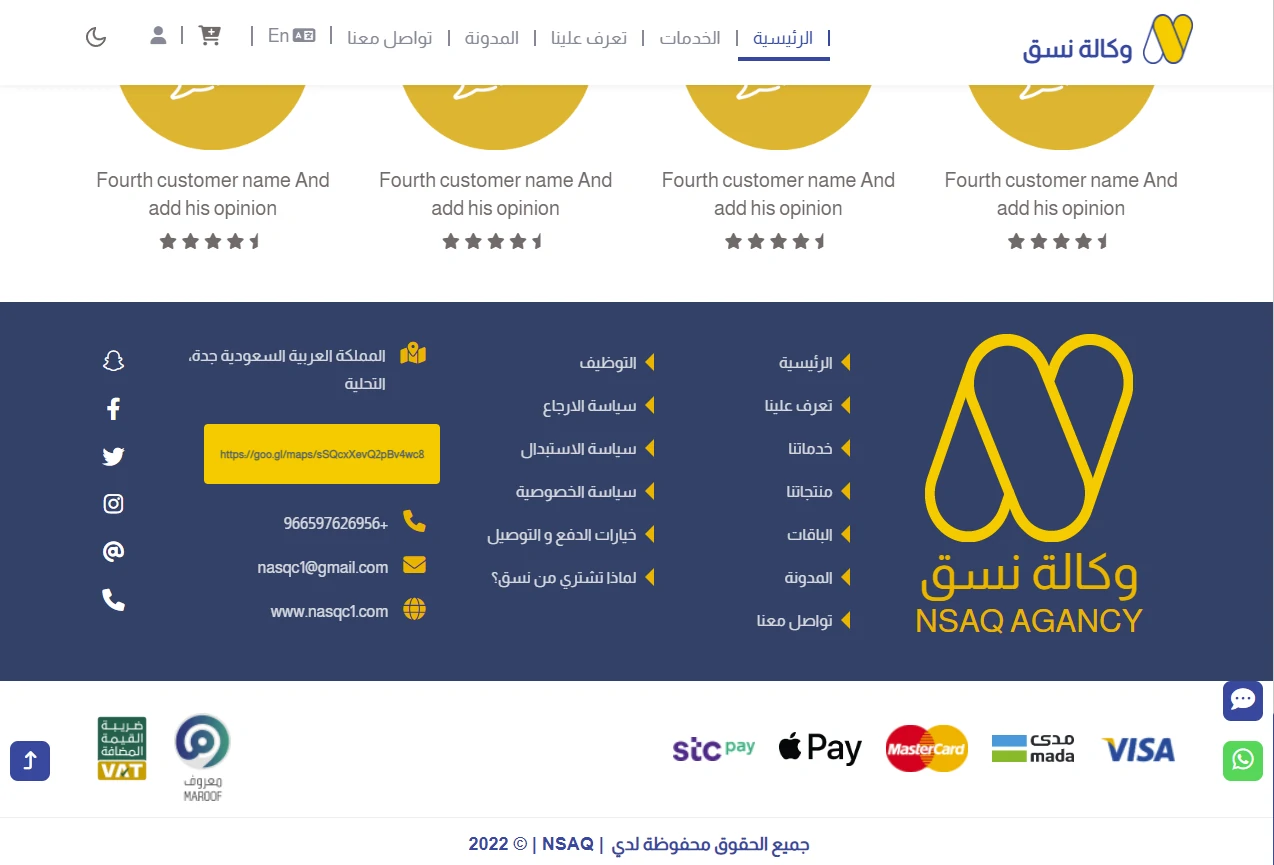 وكالة نسق
الرئيسية | الخدمات | تعرف علينا | المدونة | تواصل معنا | En
Fourth customer name And
add his opinion
Fourth customer name And
add his opinion
Fourth customer name And
add his opinion
Fourth customer name And
add his opinion
وكالة نسق
NSAQ AGANCY
الرئيسية
تعرف علينا
خدماتنا
منتجاتنا
الباقات
المدونة
تواصل معنا
التوظيف
سياسة الارجاع
سياسة الاستبدال
سياسة الخصوصية
خيارات الدفع و التوصيل
لماذا تشتري من نسق؟
المملكة العربية السعودية جدة،
التحلية
https://goo.gl/maps/sSQcxXevQ2pBv4wc8
+966597626956
nasqc1@gmail.com
www.nasqc1.com
VISA
مدى
mada
MasterCard
Pay
stc pay
معروف
MAROOF
ضريبة
القيمة
المضافة
VAT
جميع الحقوق محفوظة لدي | NSAQ | © 2022